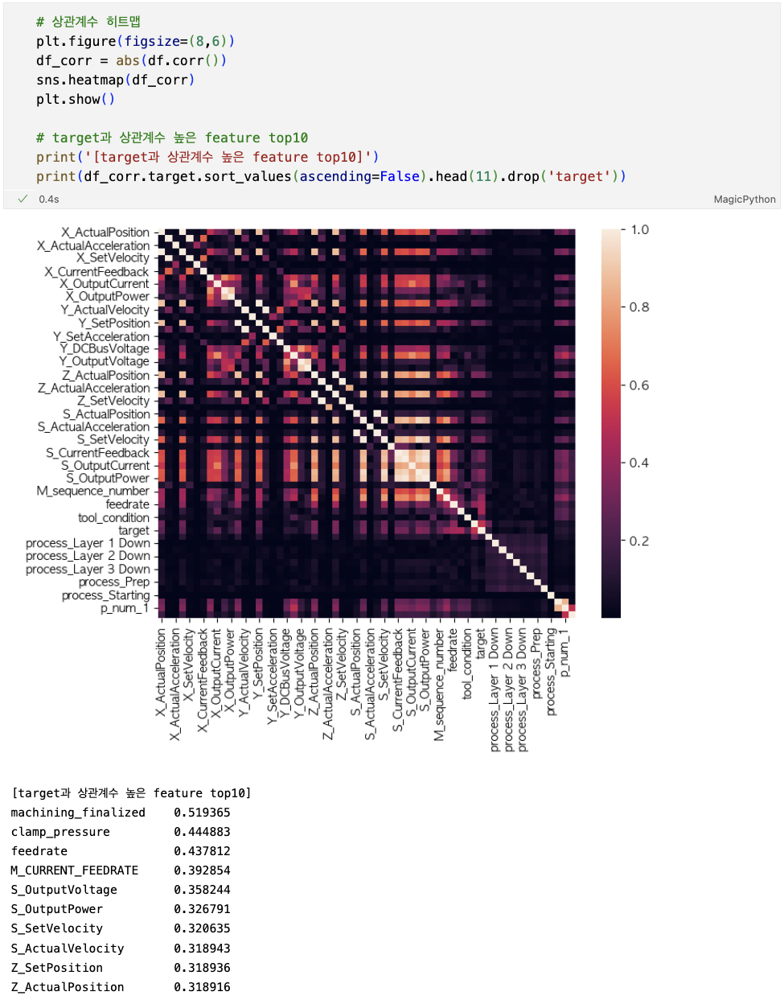 # 상관계수 히트맵
plt.figure(figsize=(8,6))
df_corr = abs(df.corr())
sns.heatmap(df_corr)
plt.show()
# target과 상관계수 높은 feature top10
print('[target과 상관계수 높은 feature top10]')
print(df_corr.target.sort_values(ascending=False).head(11).drop('target'))
0.4s
MagicPython
X_ActualPosition
X_ActualAcceleration
X_SetVelocity
X_CurrentFeedback
X_OutputCurrent
X_OutputPower
Y_ActualVelocity
Y_SetPosition
Y_SetAcceleration
Y_DCBusVoltage
Y_OutputVoltage
Z_ActualPosition
Z_ActualAcceleration
Z_SetVelocity
S_ActualPosition
S_ActualAcceleration
S_SetVelocity
S_CurrentFeedback
S_OutputCurrent
S_OutputPower
M_sequence_number
feedrate
tool_condition
target
process_Layer 1 Down
process_Layer 2 Down
process_Layer 3 Down
process_Prep
process_Starting
p_num_1
1.0
0.8
0.6
0.4
0.2
X_ActualPosition
X_ActualAcceleration
X_SetVelocity
X_CurrentFeedback
X_OutputCurrent
X_OutputPower
Y_ActualVelocity
Y_SetPosition
Y_SetAcceleration
Y_DCBusVoltage
Y_OutputVoltage
Z_ActualPosition
Z_ActualAcceleration
Z_SetVelocity
S_ActualPosition
S_ActualAcceleration
S_SetVelocity
S_CurrentFeedback
S_OutputCurrent
S_OutputPower
M_sequence_number
feedrate
tool_condition
target
process_Layer 1 Down
process_Layer 2 Down
process_Layer 3 Down
process_Prep
process_Starting
p_num_1
[target과 상관계수 높은 feature top10]
machining_finalized 0.519365
clamp_pressure 0.444883
feedrate 0.437812
M_CURRENT_FEEDRATE 0.392854
S_OutputVoltage 0.358244
S_OutputPower 0.326791
S_SetVelocity 0.320635
S_ActualVelocity 0.318943
Z_SetPosition 0.318936
Z_ActualPosition 0.318916